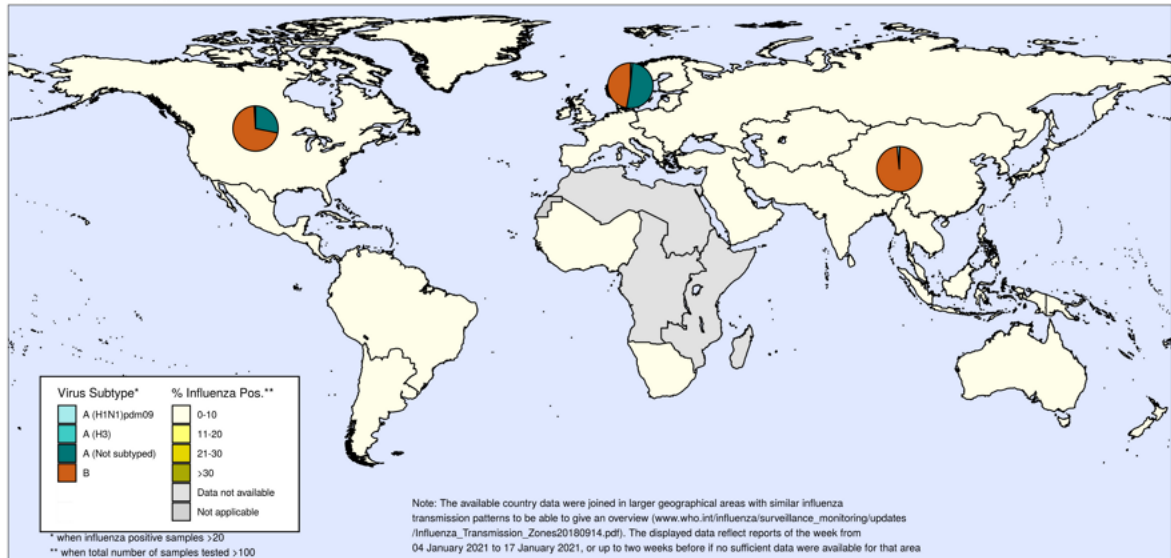 Virus Subtype*
A (H1N1)pdm09
A (H3)
A (Not subtyped)
B
% Influenza Pos.**
0-10
11-20
21-30
>30
Data not available
Not applicable
* when influenza positive samples >20
** when total number of samples tested >100
Note: The available country data were joined in larger geographical areas with similar influenza
transmission patterns to be able to give an overview (www.who.int/influenza/surveillance_monitoring/updates
/Influenza_Transmission_Zones20180914.pdf). The displayed data reflect reports of the week from
04 January 2021 to 17 January 2021, or up to two weeks before if no sufficient data were available for that area